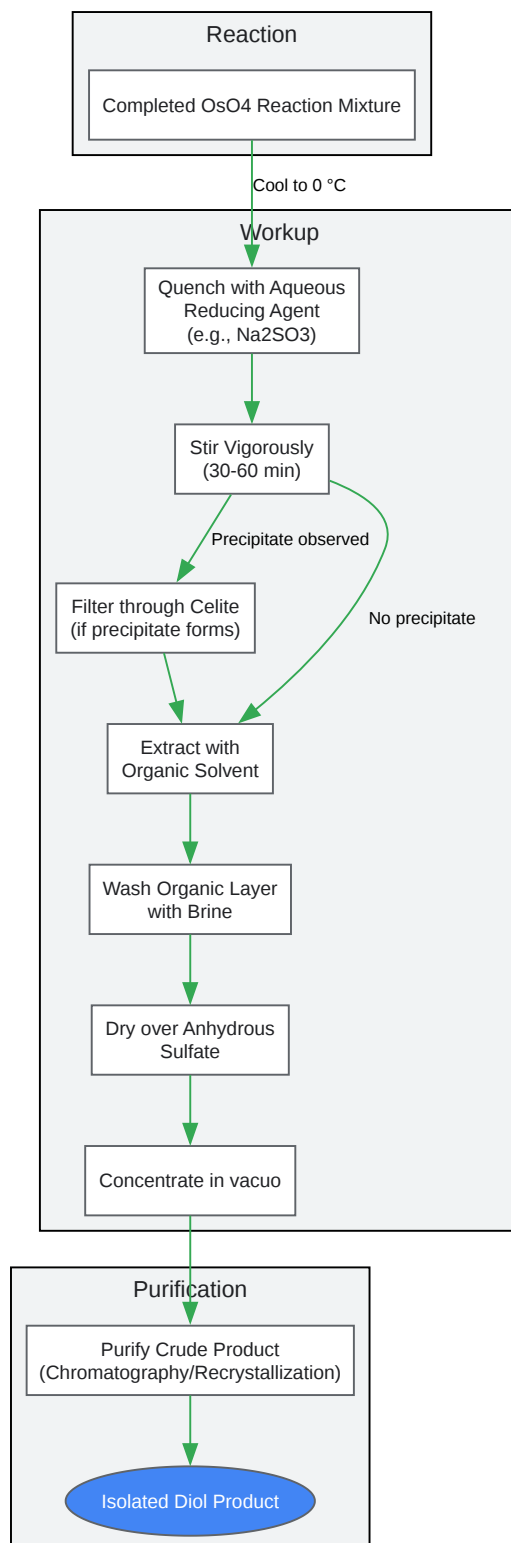 Reaction
Completed OsO4 Reaction Mixture
Cool to 0 °C
Workup
Quench with Aqueous
Reducing Agent
(e.g., Na2SO3)
Stir Vigorously
(30-60 min)
Precipitate observed
Filter through Celite
(if precipitate forms)
No precipitate
Extract with
Organic Solvent
Wash Organic Layer
with Brine
Dry over Anhydrous
Sulfate
Concentrate in vacuo
Purification
Purify Crude Product
(Chromatography/Recrystallization)
Isolated Diol Product